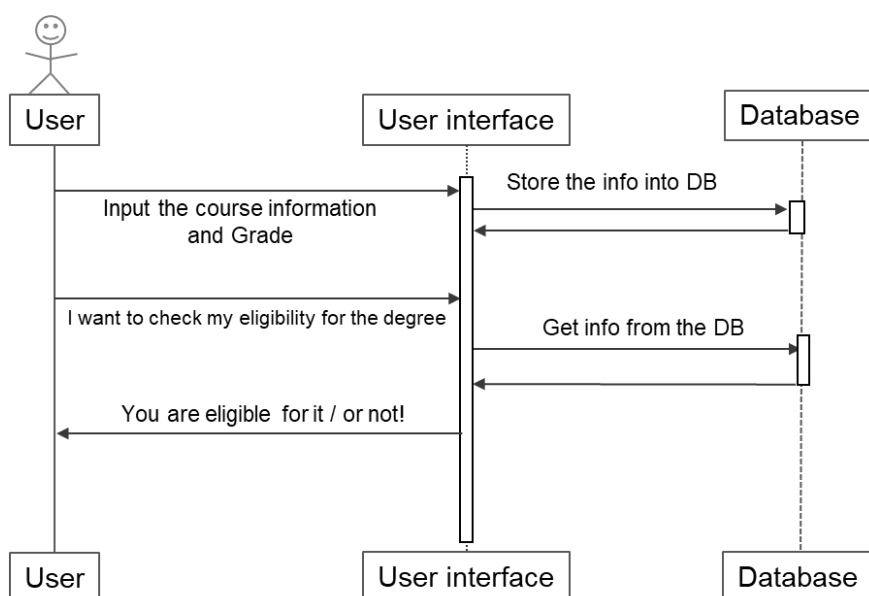 User
User interface
Database
Store the info into DB
Input the course information
and Grade
I want to check my eligibility for the degree
Get info from the DB
You are eligible for it / or not!
User
User interface
Database